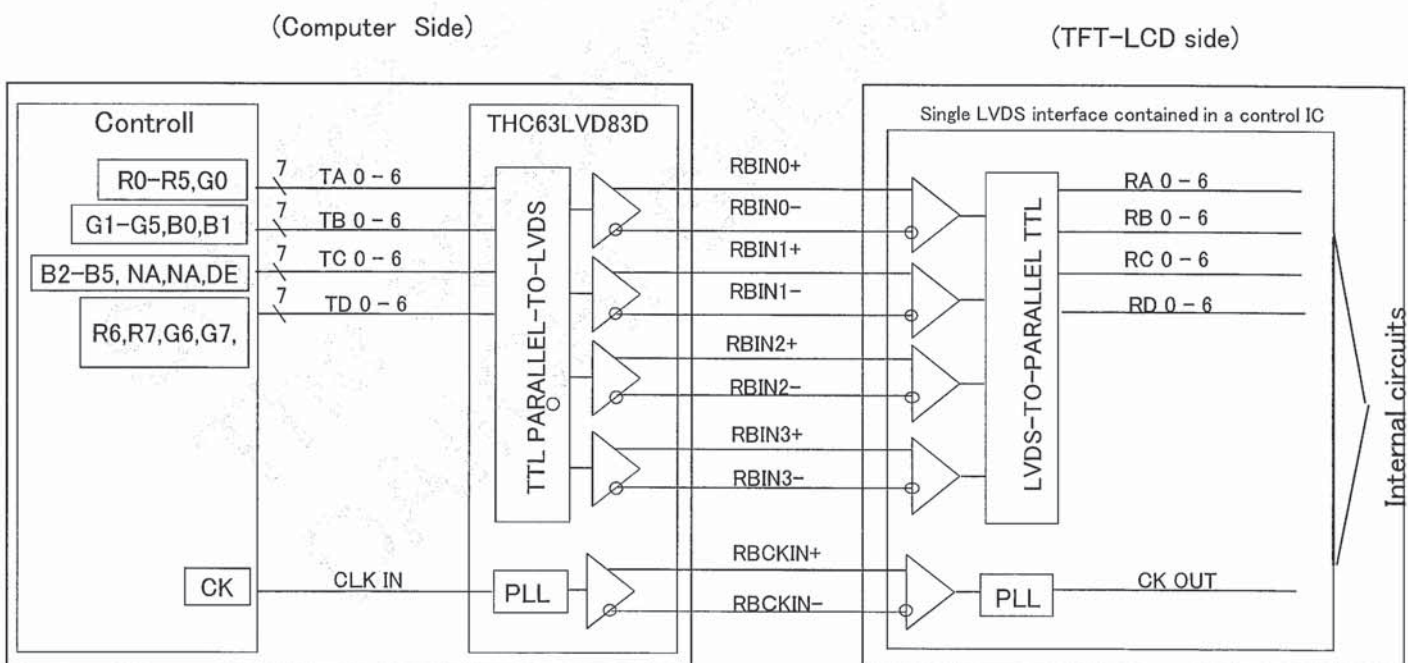 (Computer Side)
(TFT-LCD side)
Controll
THC63LVD83D
Single LVDS interface contained in a control IC
R0-R5,G0
7
TA 0 - 6
G1-G5,B0,B1
7
TB 0 - 6
B2-B5, NA,NA,DE
7
TC 0 - 6
R6,R7,G6,G7,
7
TD 0 - 6
CK
CLK IN
TTL PARALLEL-TO-LVDS
PLL
RBIN0+
RBIN0-
RBIN1+
RBIN1-
RBIN2+
RBIN2-
RBIN3+
RBIN3-
RBCKIN+
RBCKIN-
LVDS-TO-PARALLEL TTL
PLL
RA 0 - 6
RB 0 - 6
RC 0 - 6
RD 0 - 6
CK OUT
Internal circuits